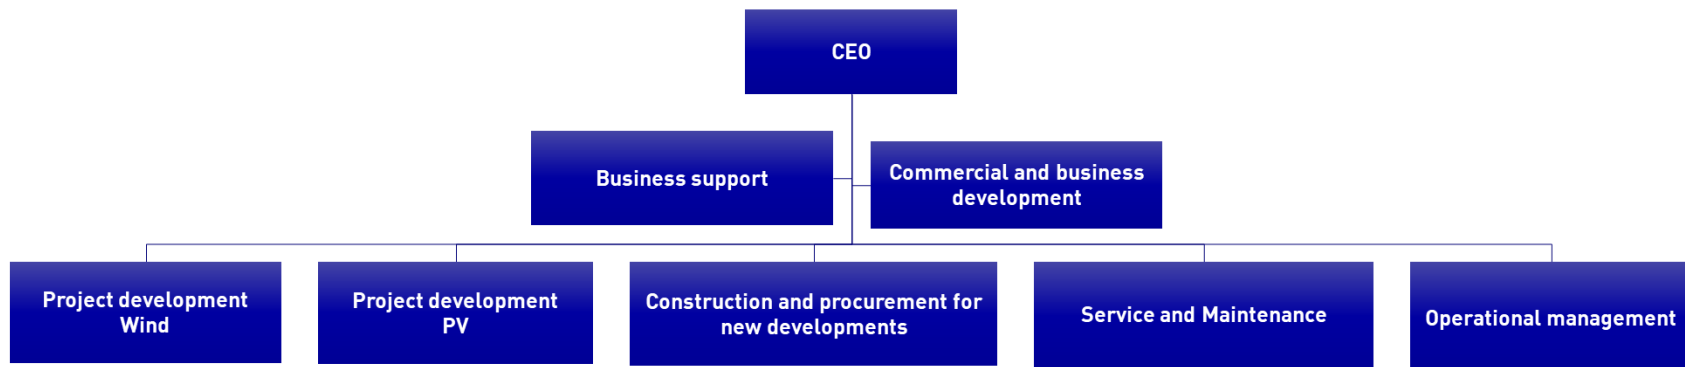 CEO
Business support
Commercial and business
development
Project development
Wind
Project development
PV
Construction and procurement for
new developments
Service and Maintenance
Operational management